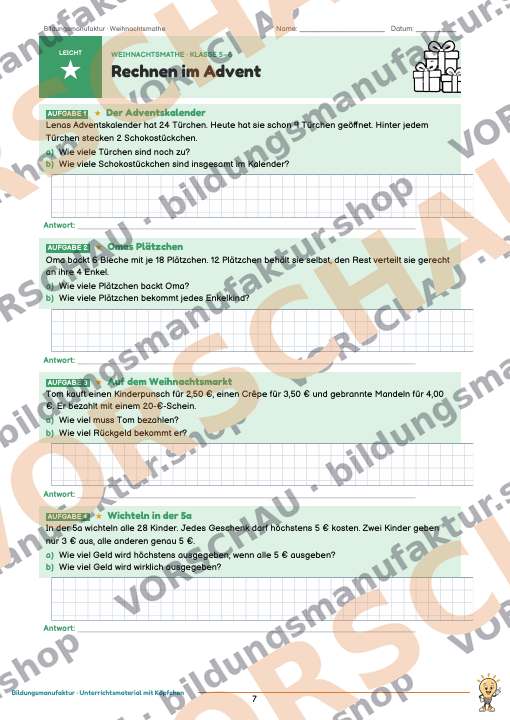 Bildungsmanufaktur · Weihnachtsmathe Name: Datum:
LEICHT
WEIHNACHTSMATHE · KLASSE 5–6
Rechnen im Advent
AUFGABE 1 ★ Der Adventskalender
Lenas Adventskalender hat 24 Türchen. Heute hat sie schon 9 Türchen geöffnet. Hinter jedem
Türchen stecken 2 Schokostückchen.
a) Wie viele Türchen sind noch zu?
b) Wie viele Schokostückchen sind insgesamt im Kalender?
Antwort:
AUFGABE 2 ★ Omas Plätzchen
Oma backt 6 Bleche mit je 18 Plätzchen. 12 Plätzchen behält sie selbst, den Rest verteilt sie gerecht
an ihre 4 Enkel.
a) Wie viele Plätzchen backt Oma?
b) Wie viele Plätzchen bekommt jedes Enkelkind?
Antwort:
AUFGABE 3 ★ Auf dem Weihnachtsmarkt
Tom kauft einen Kinderpunsch für 2,50 €, einen Crêpe für 3,50 € und gebrannte Mandeln für 4,00
€. Er bezahlt mit einem 20-€-Schein.
a) Wie viel muss Tom bezahlen?
b) Wie viel Rückgeld bekommt er?
Antwort:
AUFGABE 4 ★ Wichteln in der 5a
In der 5a wichteln alle 28 Kinder. Jedes Geschenk darf höchstens 5 € kosten. Zwei Kinder geben
nur 3 € aus, alle anderen genau 5 €.
a) Wie viel Geld wird höchstens ausgegeben, wenn alle 5 € ausgeben?
b) Wie viel Geld wird wirklich ausgegeben?
Antwort:
Bildungsmanufaktur · Unterrichtsmaterial mit Köpfchen
7
VORSCHAU · bildungsmanufaktur.shop
VORSCHAU